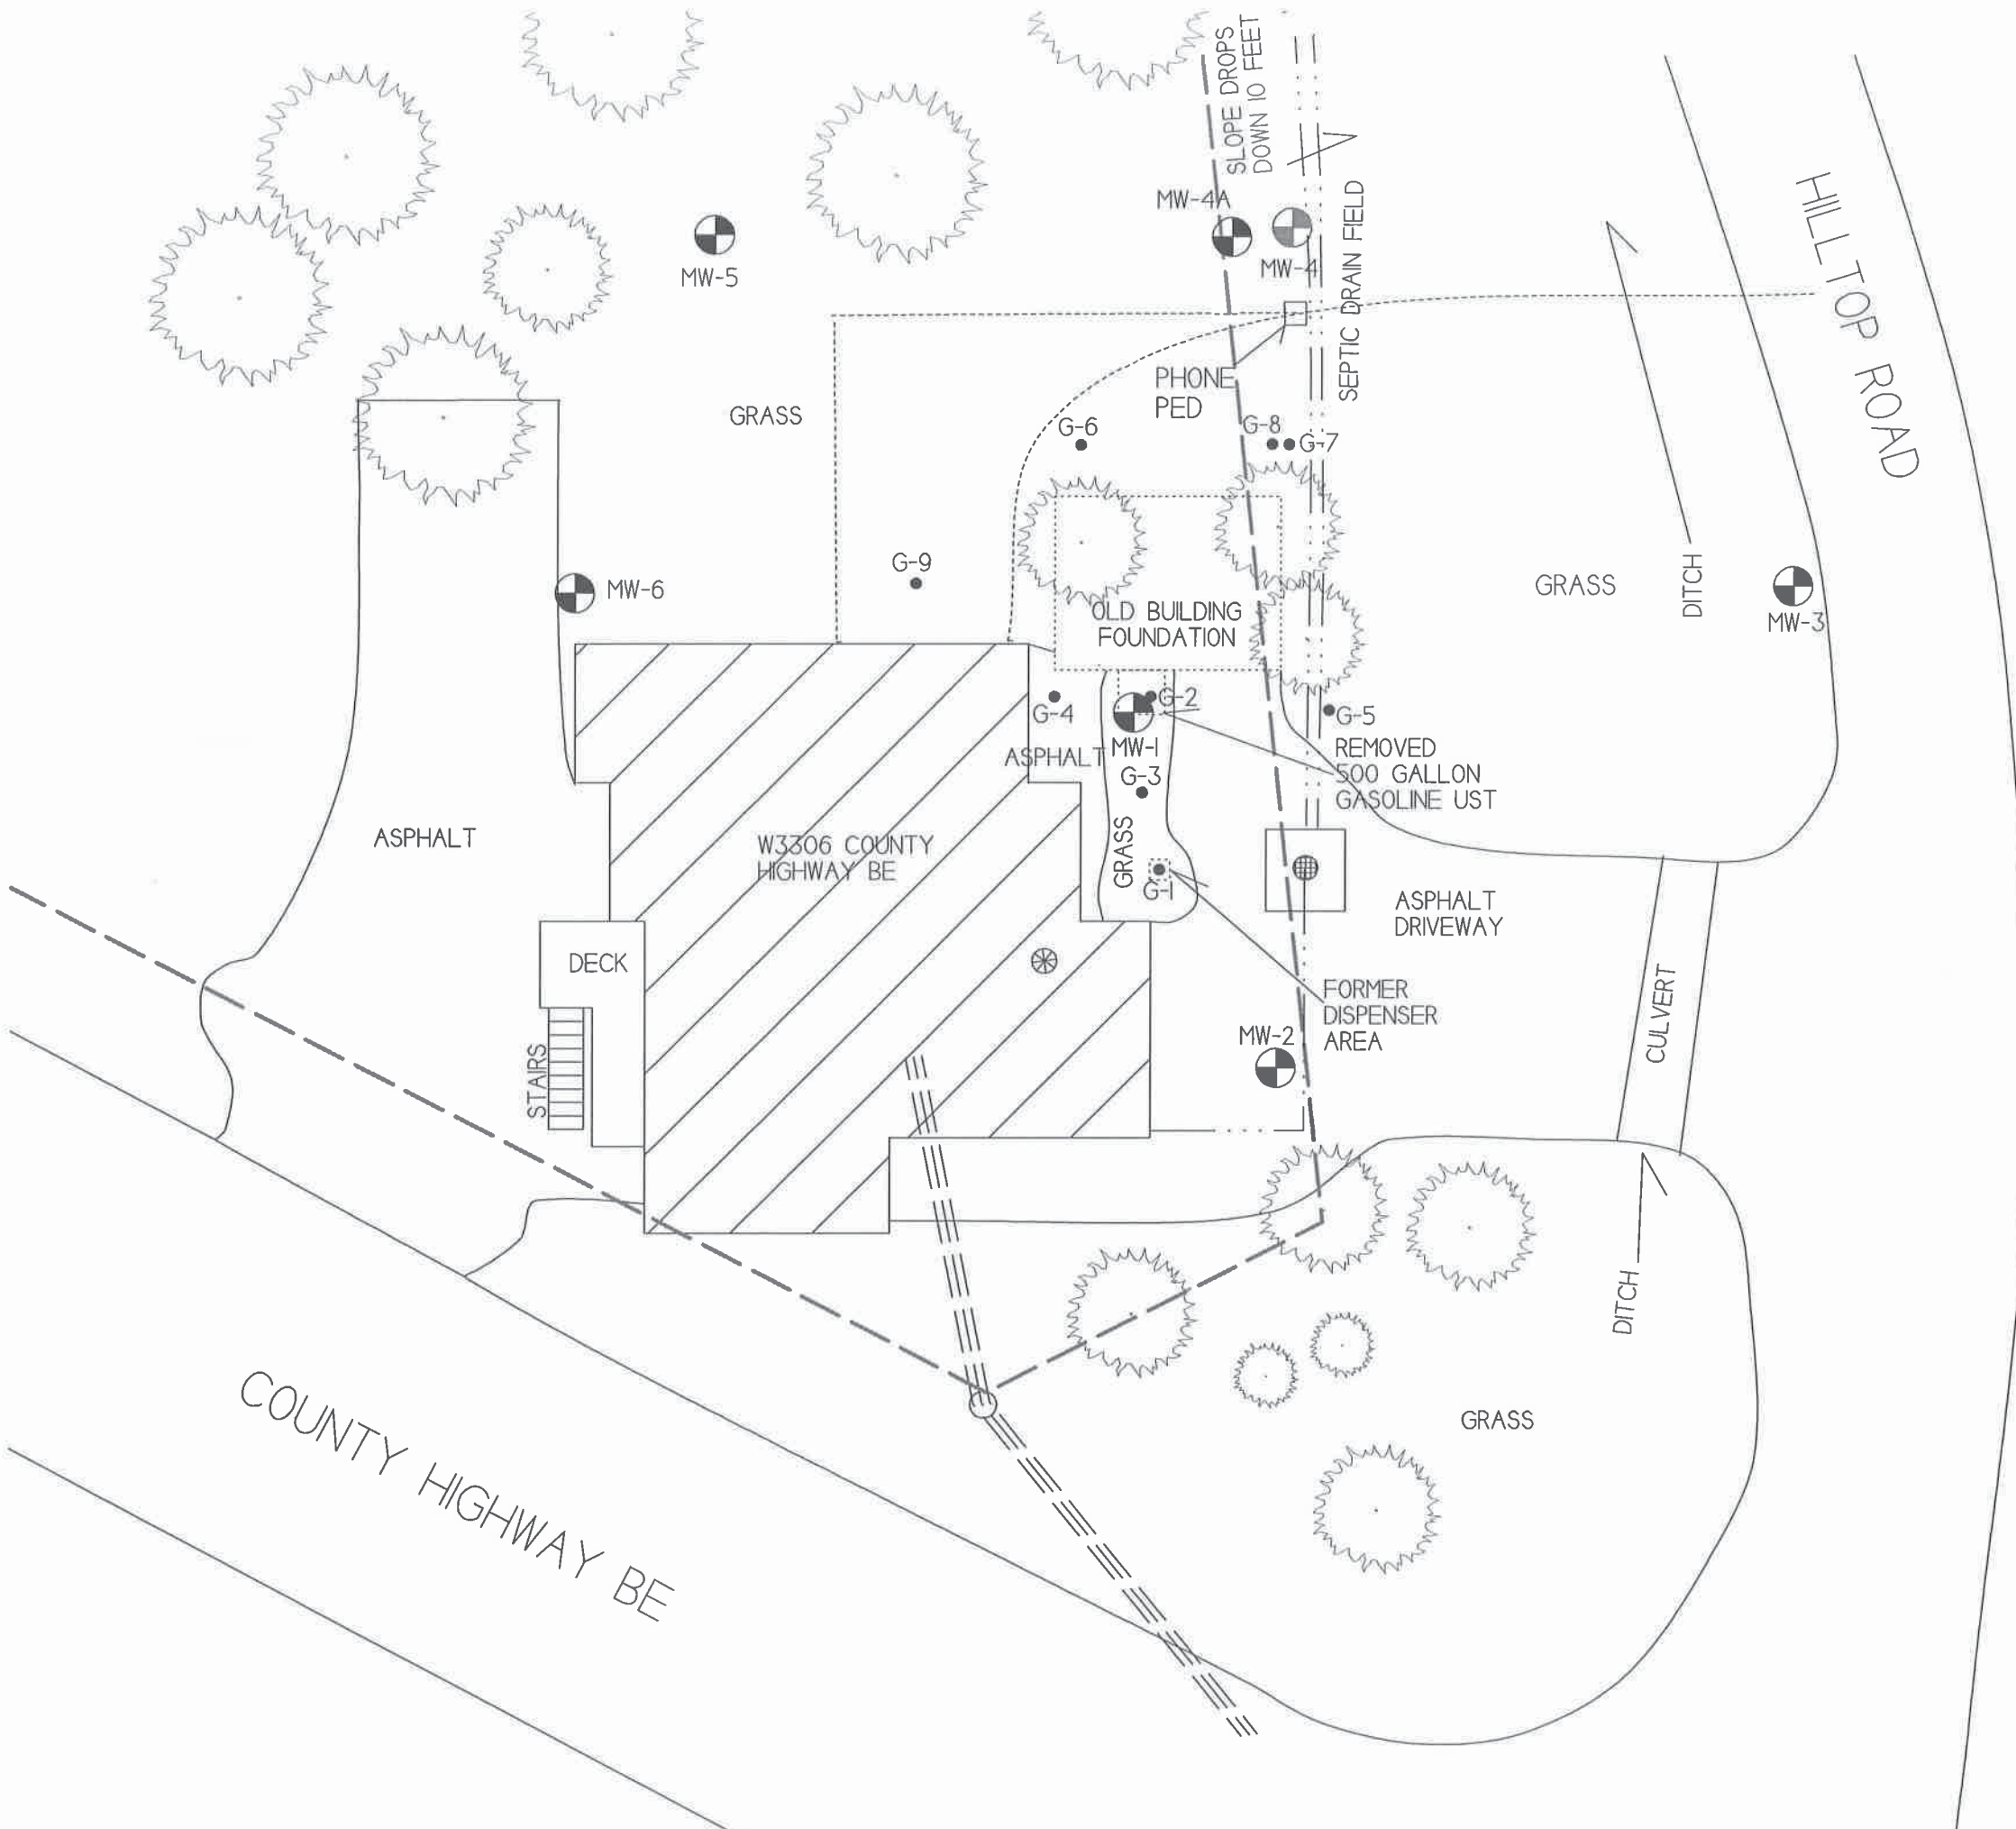 SLOPE DROPS
DOWN 10 FEET
HILLTOP ROAD
MW-4A
SEPTIC DRAIN FIELD
MW-5
MW-4
PHONE
PED
GRASS
G-6
G-8
G-7
G-9
MW-6
OLD BUILDING
FOUNDATION
DITCH
GRASS
MW-3
G-4
G-2
G-5
ASPHALT
MW-1
REMOVED
500 GALLON
GASOLINE UST
G-3
ASPHALT
W3306 COUNTY
HIGHWAY BE
GRASS
G-1
ASPHALT
DRIVEWAY
DECK
FORMER
DISPENSER
AREA
CULVERT
MW-2
STAIRS
DITCH
GRASS
COUNTY HIGHWAY BE